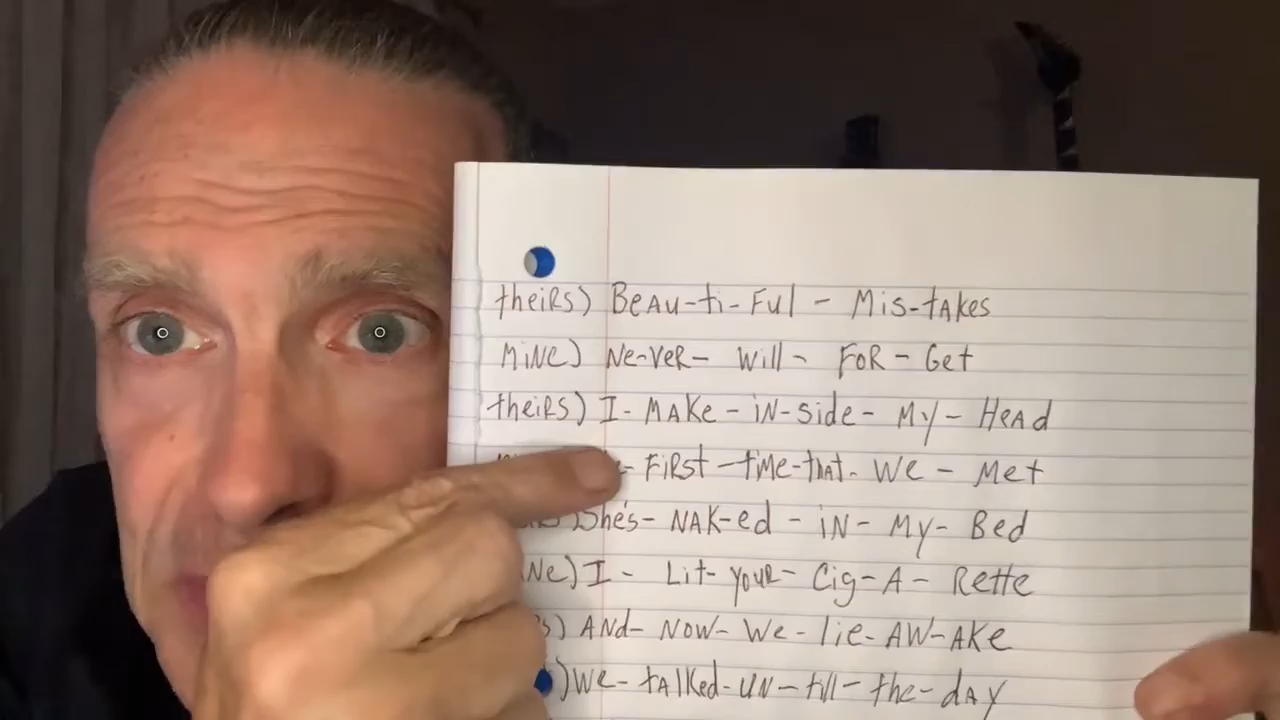 theirs) BEAU-ti-FUl - Mis-tAKes
MiNe) Ne-VeR- Will- FOR-Get
theiRs) I- MAKe-iN-side-My-HeAd
- FiRst-tiMe-tHAt-We-Met
She's-NAK-ed-iN-My-Bed
Ne) I- Lit-youR-Cig-A-Rette
s) ANd-NOW-We-lie-AW-AKe
)We-tAlked-UN-till-the-dAy